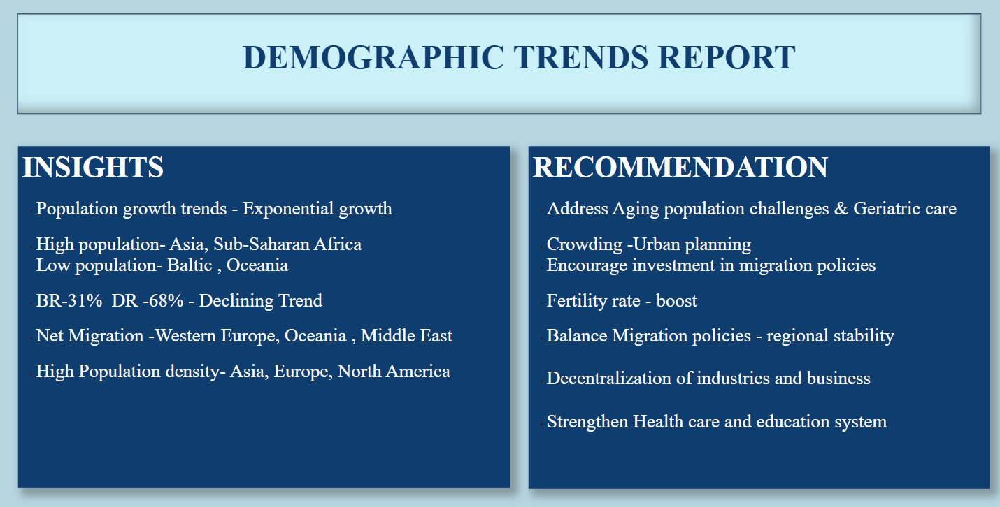 DEMOGRAPHIC TRENDS REPORT
INSIGHTS
Population growth trends - Exponential growth
High population- Asia, Sub-Saharan Africa
Low population- Baltic , Oceania
BR-31%  DR -68% - Declining Trend
Net Migration -Western Europe, Oceania , Middle East
High Population density- Asia, Europe, North America
RECOMMENDATION
Address Aging population challenges & Geriatric care
Crowding -Urban planning
Encourage investment in migration policies
Fertility rate - boost
Balance Migration policies - regional stability
Decentralization of industries and business
Strengthen Health care and education system